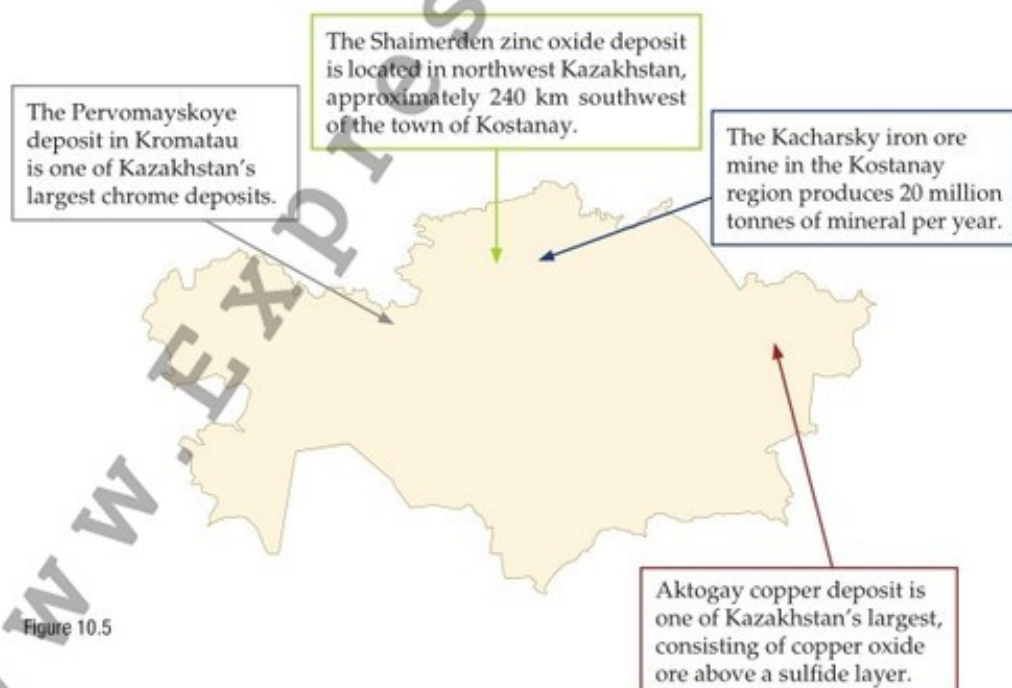 The Shaimerden zinc oxide deposit
is located in northwest Kazakhstan,
approximately 240 km southwest
of the town of Kostanay.
The Pervomayskoye
deposit in Kromatau
is one of Kazakhstan's
largest chrome deposits.
The Kacharsky iron ore
mine in the Kostanay
region produces 20 million
tonnes of mineral per year.
Aktogay copper deposit is
one of Kazakhstan's largest,
consisting of copper oxide
ore above a sulfide layer.
Figure 10.5
w w . E x p r e s